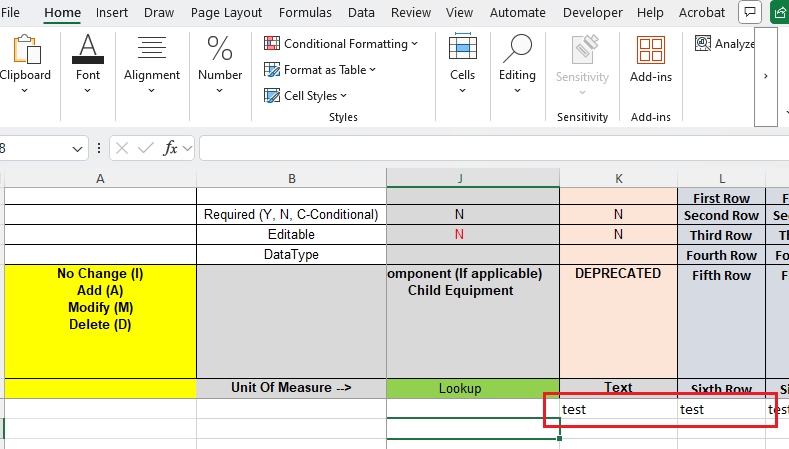 File Home Insert Draw Page Layout Formulas Data Review View Automate Developer Help Acrobat
Clipboard Font Alignment Number
Conditional Formatting
Format as Table
Cell Styles
Styles
Cells Editing
Sensitivity
Sensitivity
Add-ins
Add-ins
Analyze
8 fx
A B J K L
First Row F
Required (Y, N, C-Conditional) N N Second Row Se
Editable N N Third Row Th
DataType Fourth Row Fo
No Change (I)
Add (A)
Modify (M)
Delete (D)
omponent (If applicable)
Child Equipment
DEPRECATED
Fifth Row F
Unit Of Measure --> Lookup Text Sixth Row Si
test test test